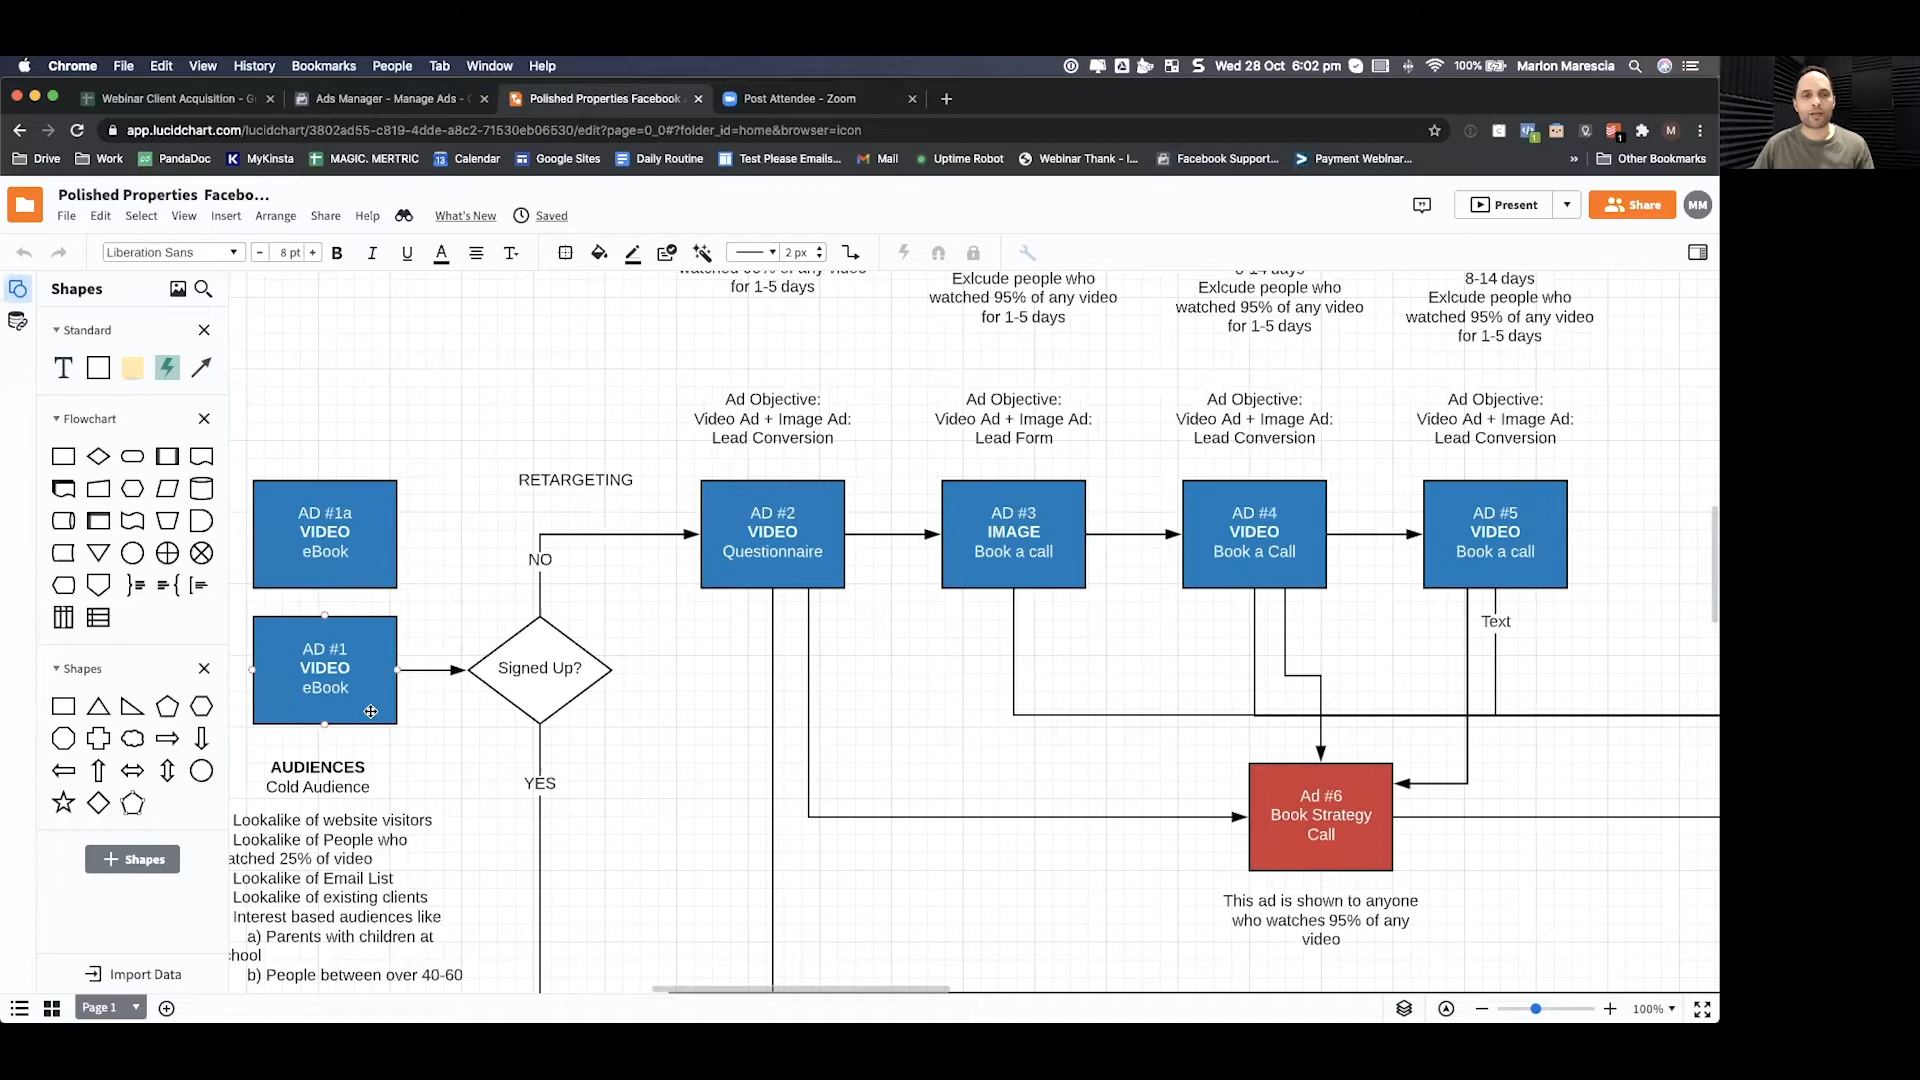 Chrome File Edit View History Bookmarks People Tab Window Help Wed 28 Oct 6:02 pm 100% Marlon Marescia
Webinar Client Acquisition - G Ads Manager - Manage Ads - Polished Properties Facebook Post Attendee - Zoom
app.lucidchart.com/lucidchart/3802ad55-c819-4dde-a8c2-71530eb06530/edit?page=0_0#?folder_id=home&browser=icon
Drive Work PandaDoc MyKinsta MAGIC. MERTRIC Calendar Google Sites Daily Routine Test Please Emails... Mail Uptime Robot Webinar Thank - I... Facebook Support... Payment Webinar... » Other Bookmarks
Polished Properties Facebo...
File Edit Select View Insert Arrange Share Help What's New Saved
Present Share MM
Liberation Sans 8 pt B I U A T 2 px
Shapes
Standard
T
Flowchart
Shapes
+ Shapes
Import Data
for 1-5 days
Exlcude people who
watched 95% of any video
for 1-5 days
8-14 days
Exlcude people who
watched 95% of any video
for 1-5 days
8-14 days
Exlcude people who
watched 95% of any video
for 1-5 days
Ad Objective:
Video Ad + Image Ad:
Lead Conversion
Ad Objective:
Video Ad + Image Ad:
Lead Form
Ad Objective:
Video Ad + Image Ad:
Lead Conversion
Ad Objective:
Video Ad + Image Ad:
Lead Conversion
RETARGETING
AD #1a
VIDEO
eBook
NO
AD #2
VIDEO
Questionnaire
AD #3
IMAGE
Book a call
AD #4
VIDEO
Book a Call
AD #5
VIDEO
Book a call
Text
AD #1
VIDEO
eBook
Signed Up?
YES
AUDIENCES
Cold Audience
Lookalike of website visitors
Lookalike of People who
atched 25% of video
Lookalike of Email List
Lookalike of existing clients
Interest based audiences like
a) Parents with children at
hool
b) People between over 40-60
Ad #6
Book Strategy
Call
This ad is shown to anyone
who watches 95% of any
video
Page 1
100%